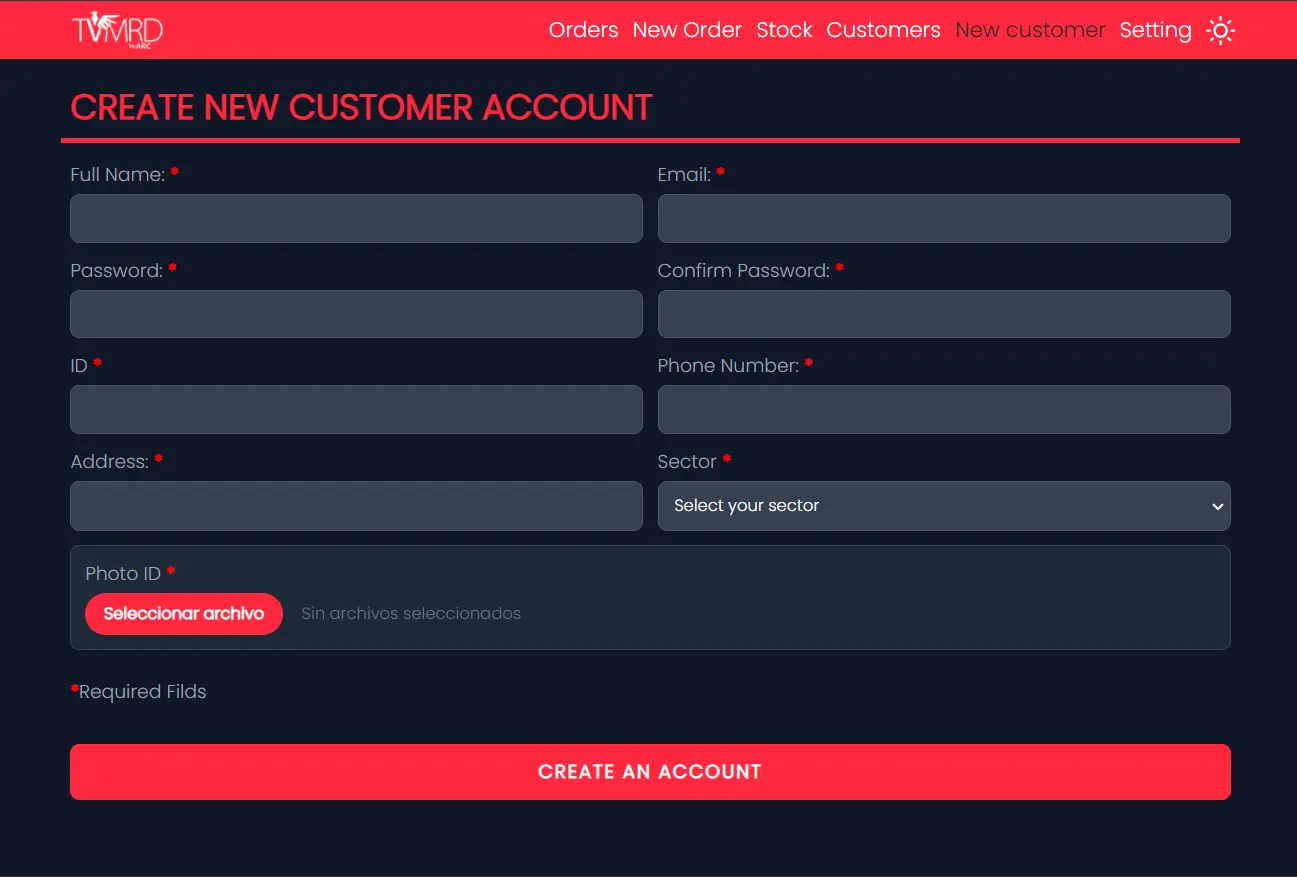 TVMRD
by ARC
Orders New Order Stock Customers New customer Setting
CREATE NEW CUSTOMER ACCOUNT
Full Name: * Email: *
Password: * Confirm Password: *
ID * Phone Number: *
Address: * Sector *
Select your sector
Photo ID *
Seleccionar archivo Sin archivos seleccionados
*Required Filds
CREATE AN ACCOUNT